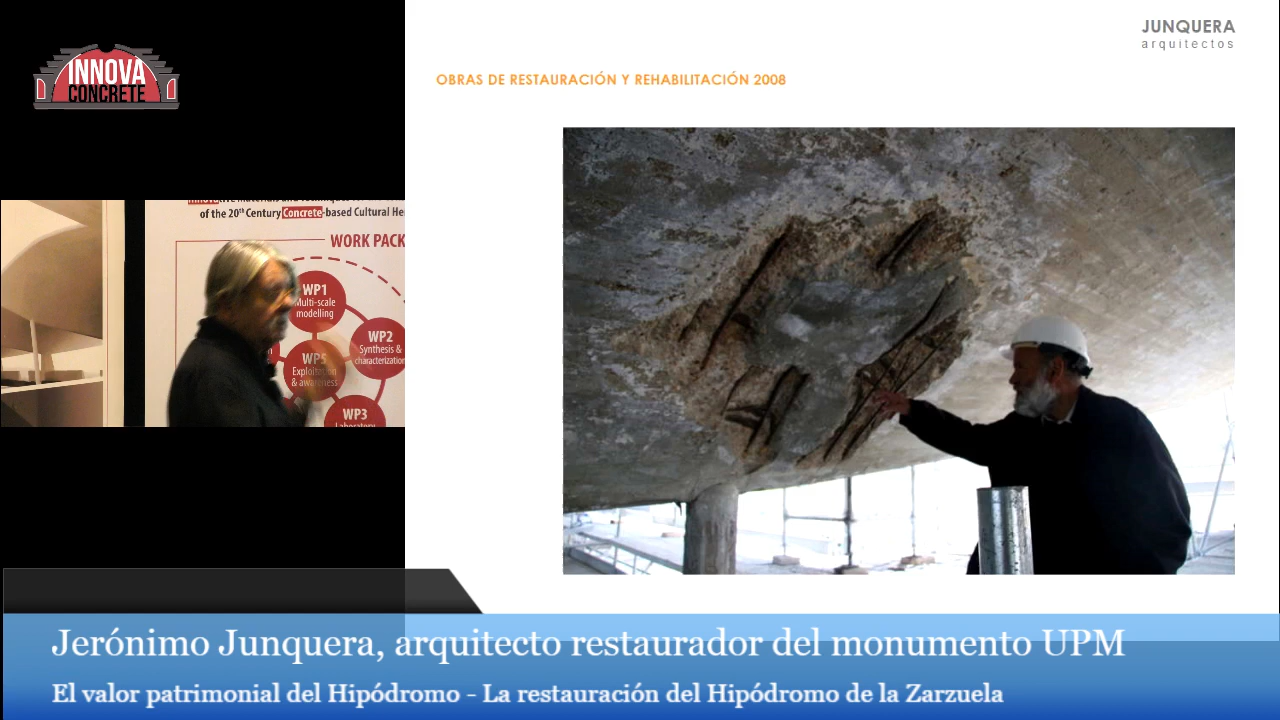 INNOVA
CONCRETE
JUNQUERA
arquitectos
OBRAS DE RESTAURACIÓN Y REHABILITACIÓN 2008
of the 20th Century Concrete-based Cultural He
WORK PACK
WP1
Multi-scale
modelling
WP2
Synthesis &
characterization
WP5
Exploitation
& awareness
WP3
Laboratory
Jerónimo Junquera, arquitecto restaurador del monumento UPM
El valor patrimonial del Hipódromo - La restauración del Hipódromo de la Zarzuela